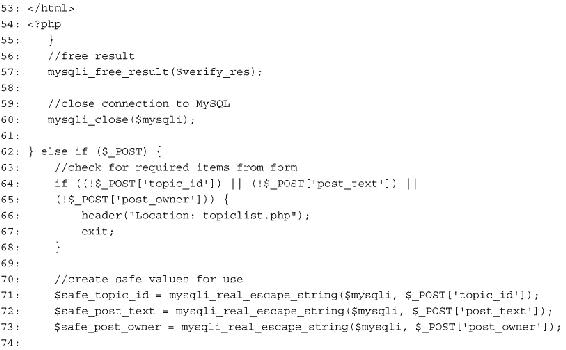 53: </html>
54: <?php
55:     }
56:     //free result
57:     mysqli_free_result($verify_res);
58:
59:     //close connection to MySQL
60:     mysqli_close($mysqli);
61:
62: } else if ($_POST) {
63:      //check for required items from form
64:      if ((!$_POST['topic_id']) || (!$_POST['post_text']) ||
65:      (!$_POST['post_owner'])) {
66:          header("Location: topiclist.php");
67:          exit;
68:      }
69:
70:      //create safe values for use
71:      $safe_topic_id = mysqli_real_escape_string($mysqli, $_POST['topic_id']);
72:      $safe_post_text = mysqli_real_escape_string($mysqli, $_POST['post_text']);
73:      $safe_post_owner = mysqli_real_escape_string($mysqli, $_POST['post_owner']);
74: